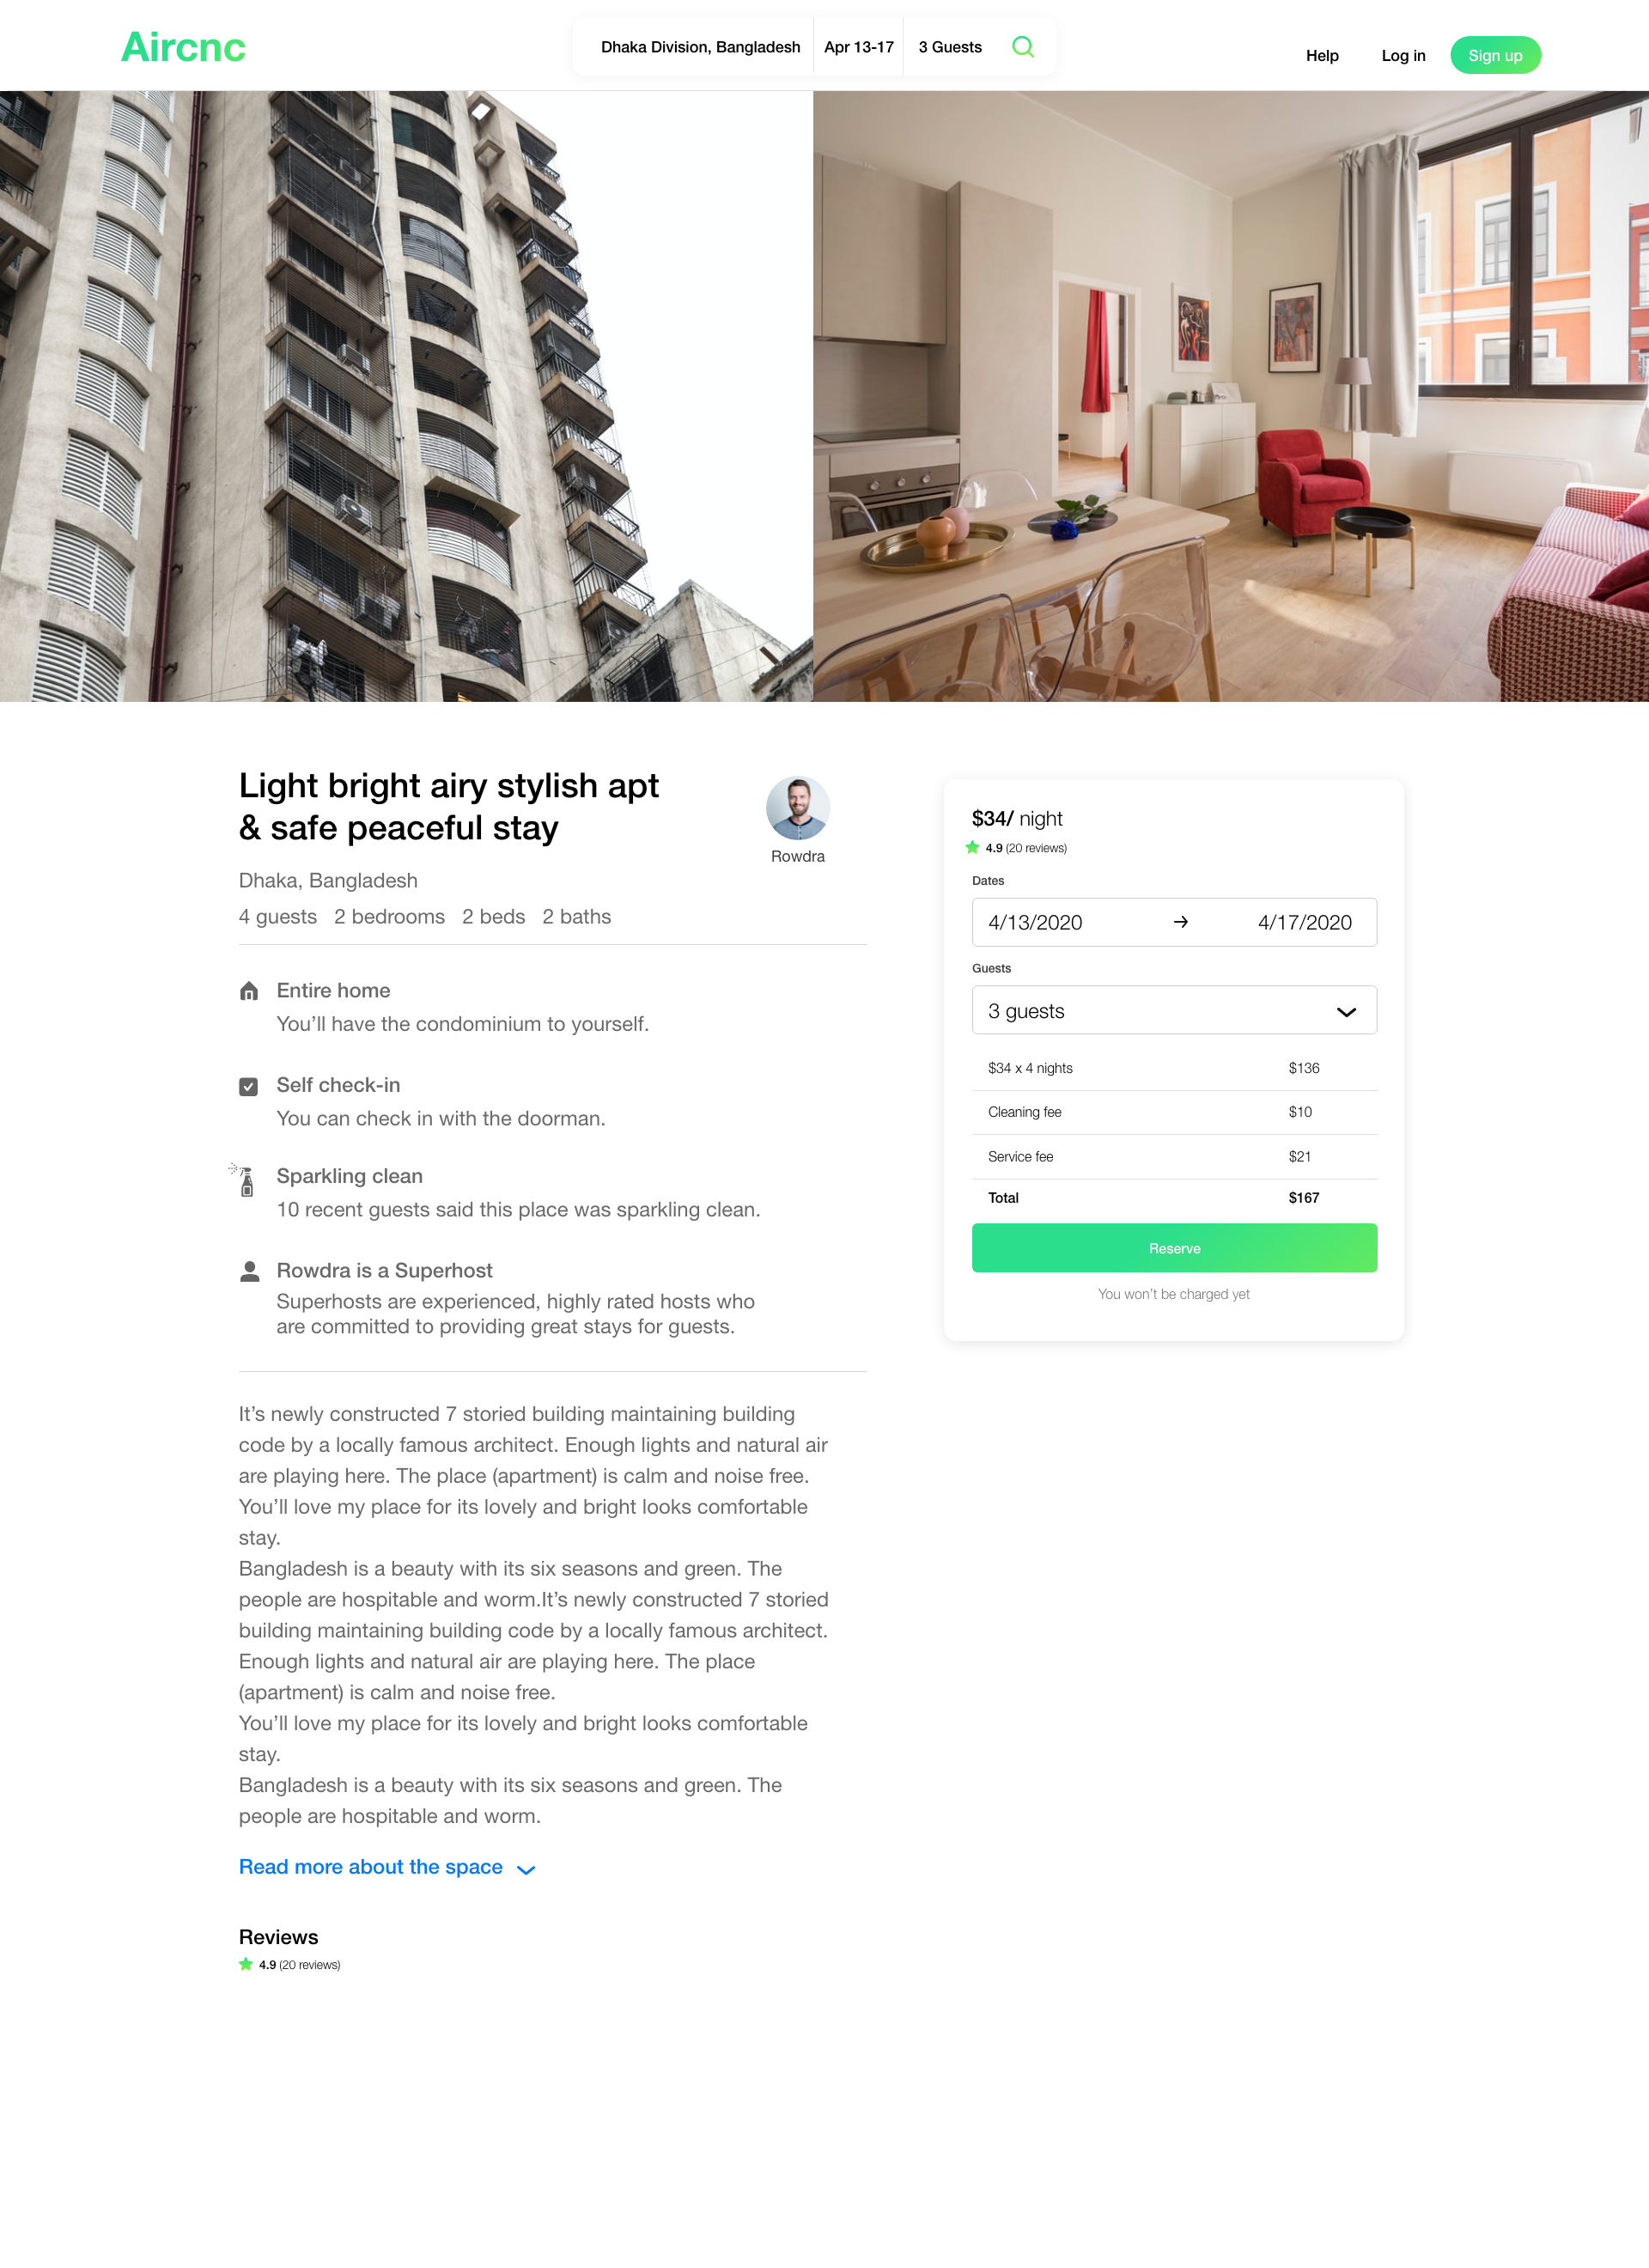 Aircnc
Dhaka Division, Bangladesh
Apr 13-17
3 Guests
Help
Log in
Sign up
Light bright airy stylish apt
& safe peaceful stay
Rowdra
Dhaka, Bangladesh
4 guests 2 bedrooms 2 beds 2 baths
Entire home
You’ll have the condominium to yourself.
Self check-in
You can check in with the doorman.
Sparkling clean
10 recent guests said this place was sparkling clean.
Rowdra is a Superhost
Superhosts are experienced, highly rated hosts who
are committed to providing great stays for guests.
It’s newly constructed 7 storied building maintaining building
code by a locally famous architect. Enough lights and natural air
are playing here. The place (apartment) is calm and noise free.
You’ll love my place for its lovely and bright looks comfortable
stay.
Bangladesh is a beauty with its six seasons and green. The
people are hospitable and worm.It’s newly constructed 7 storied
building maintaining building code by a locally famous architect.
Enough lights and natural air are playing here. The place
(apartment) is calm and noise free.
You’ll love my place for its lovely and bright looks comfortable
stay.
Bangladesh is a beauty with its six seasons and green. The
people are hospitable and worm.
Read more about the space
Reviews
4.9 (20 reviews)
$34/ night
4.9 (20 reviews)
Dates
4/13/2020 → 4/17/2020
Guests
3 guests
$34 x 4 nights $136
Cleaning fee $10
Service fee $21
Total $167
Reserve
You won’t be charged yet